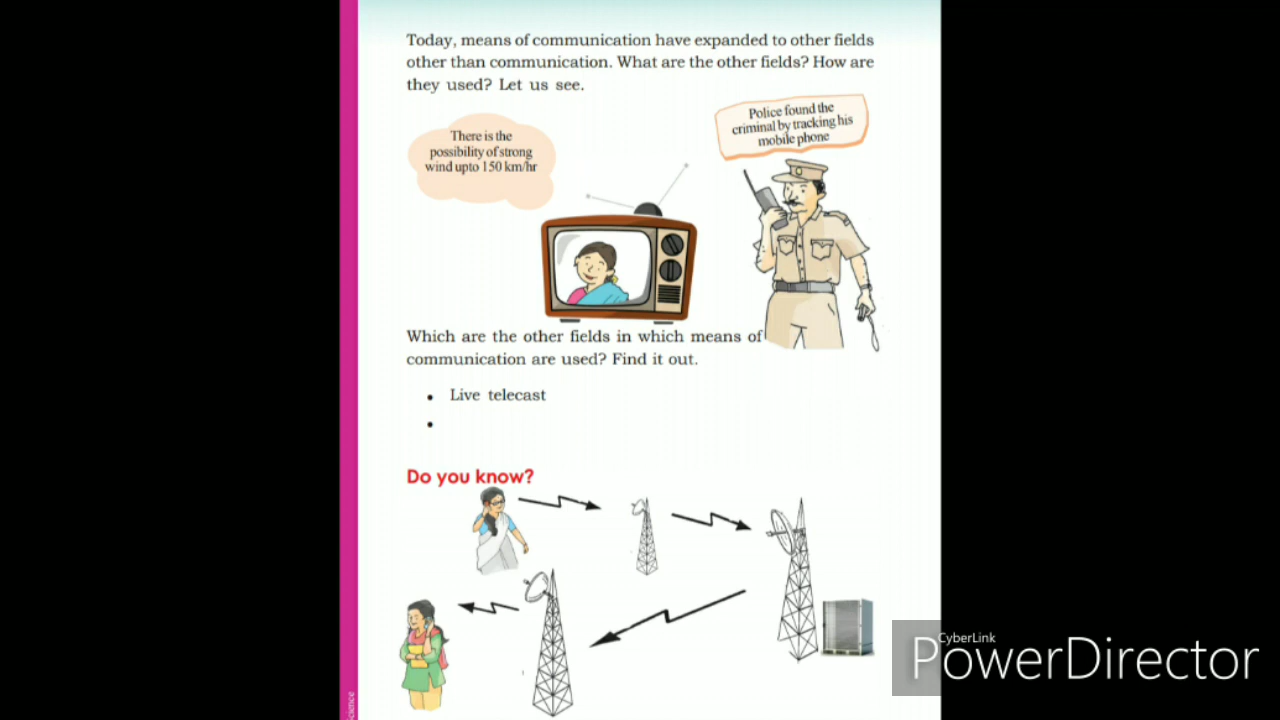 Today, means of communication have expanded to other fields
other than communication. What are the other fields? How are
they used? Let us see.
There is the
possibility of strong
wind upto 150 km/hr
Police found the
criminal by tracking his
mobile phone
Which are the other fields in which means of
communication are used? Find it out.
• Live telecast
•
Do you know?
CyberLink
PowerDirector